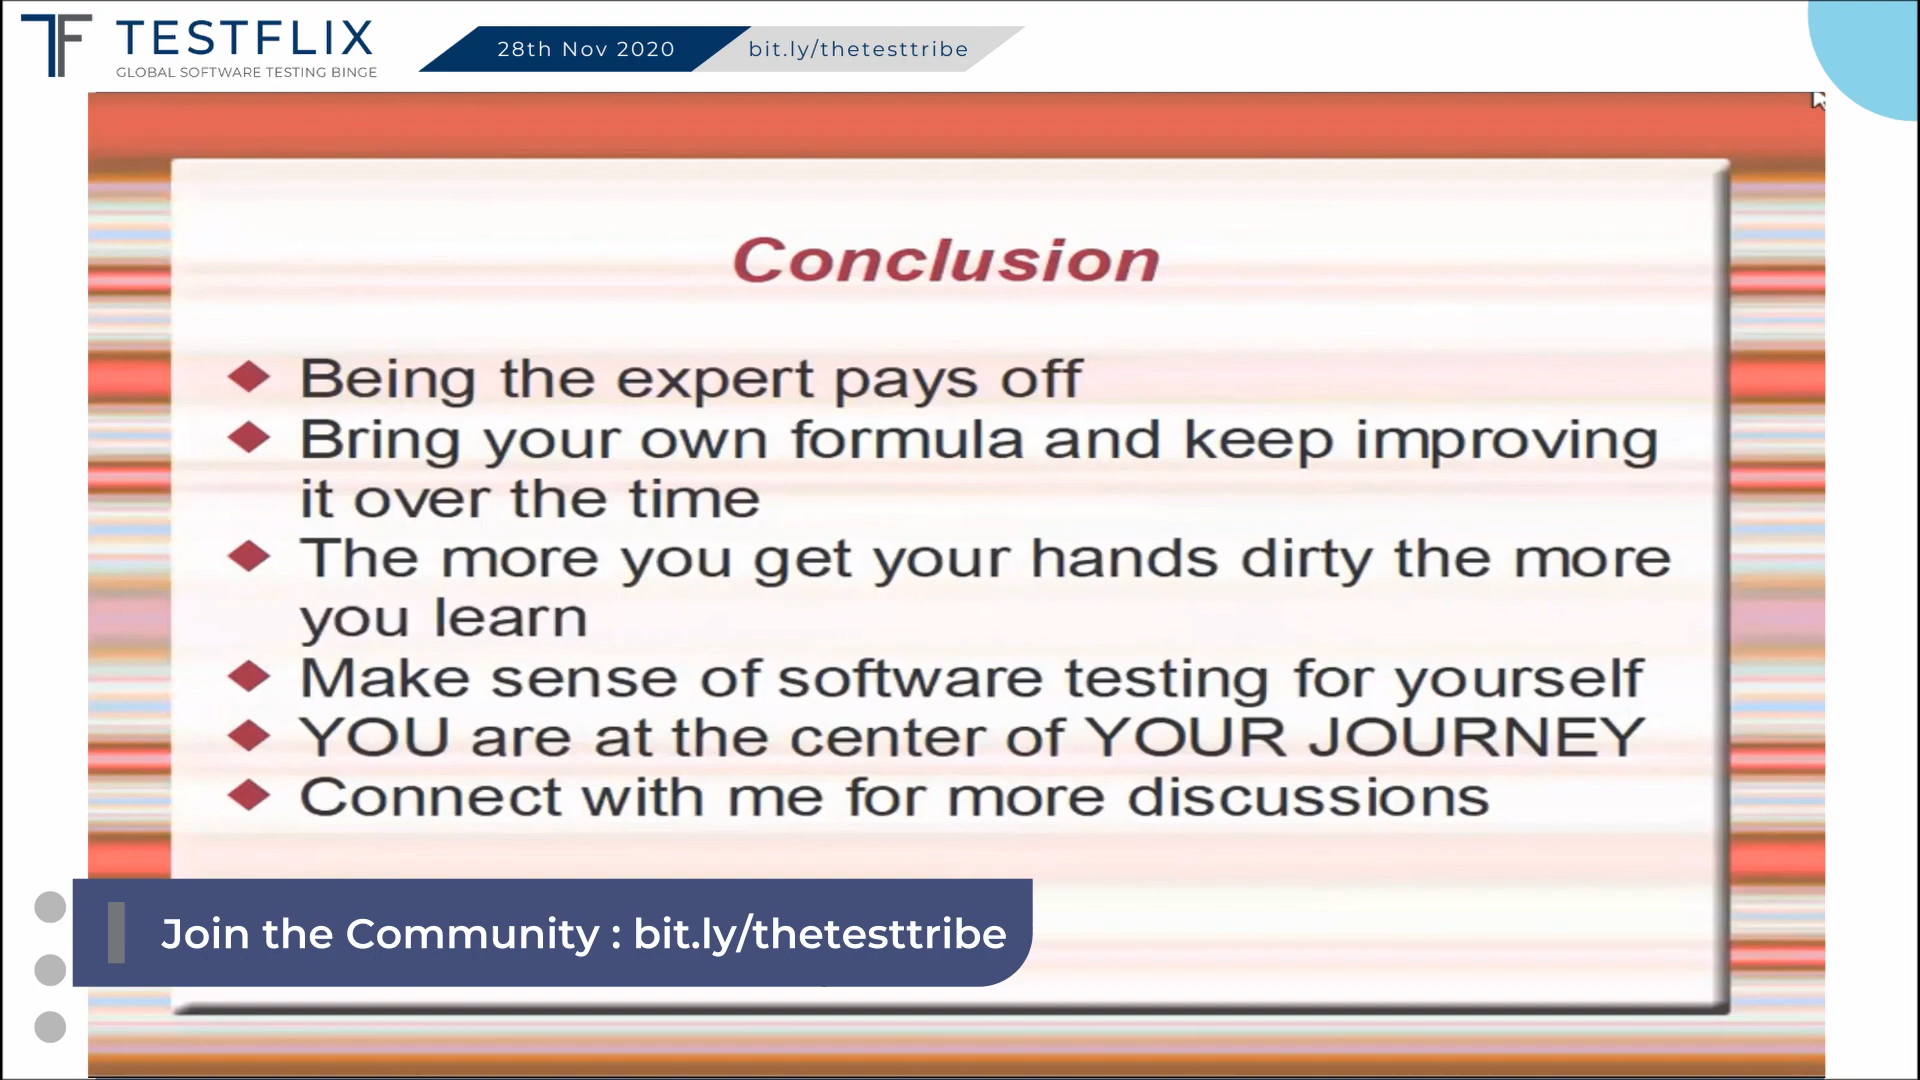 TF TESTFLIX
GLOBAL SOFTWARE TESTING BINGE
28th Nov 2020
bit.ly/thetesttribe
Conclusion
Being the expert pays off
Bring your own formula and keep improving
it over the time
The more you get your hands dirty the more
you learn
Make sense of software testing for yourself
YOU are at the center of YOUR JOURNEY
Connect with me for more discussions
Join the Community : bit.ly/thetesttribe